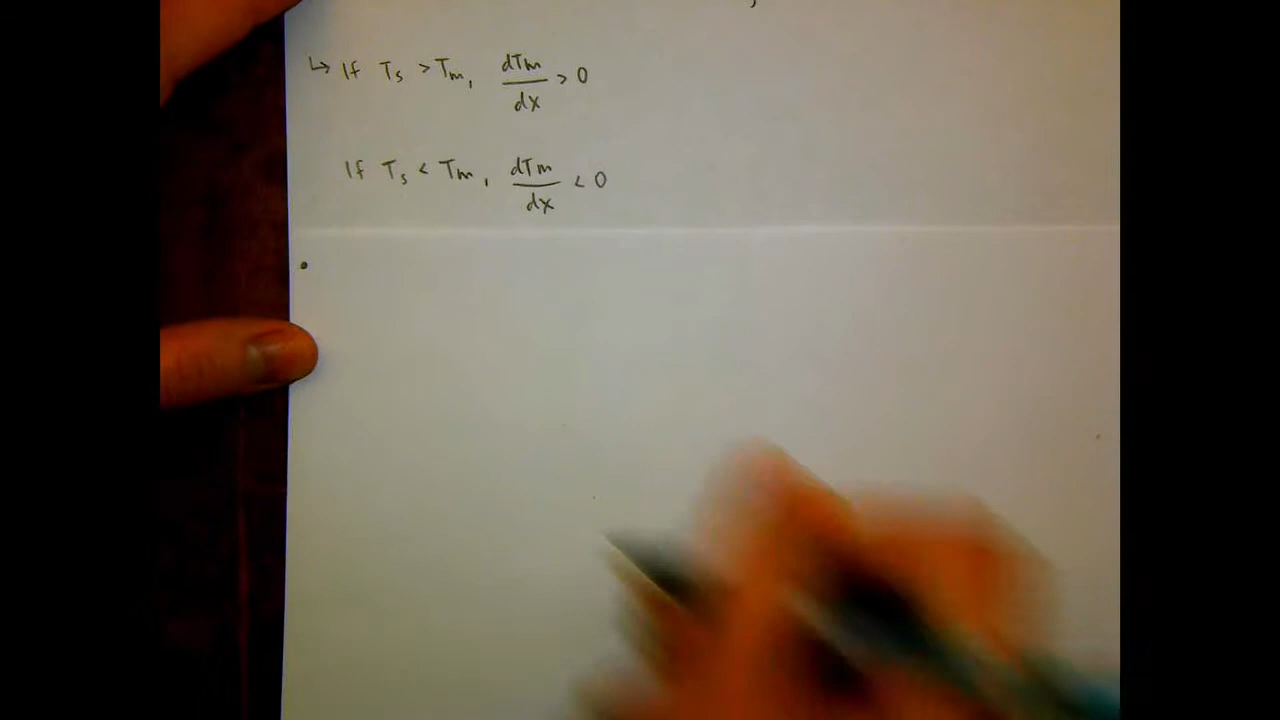 ↳ If Ts > Tm, dTm/dx > 0
If Ts < Tm, dTm/dx < 0
•